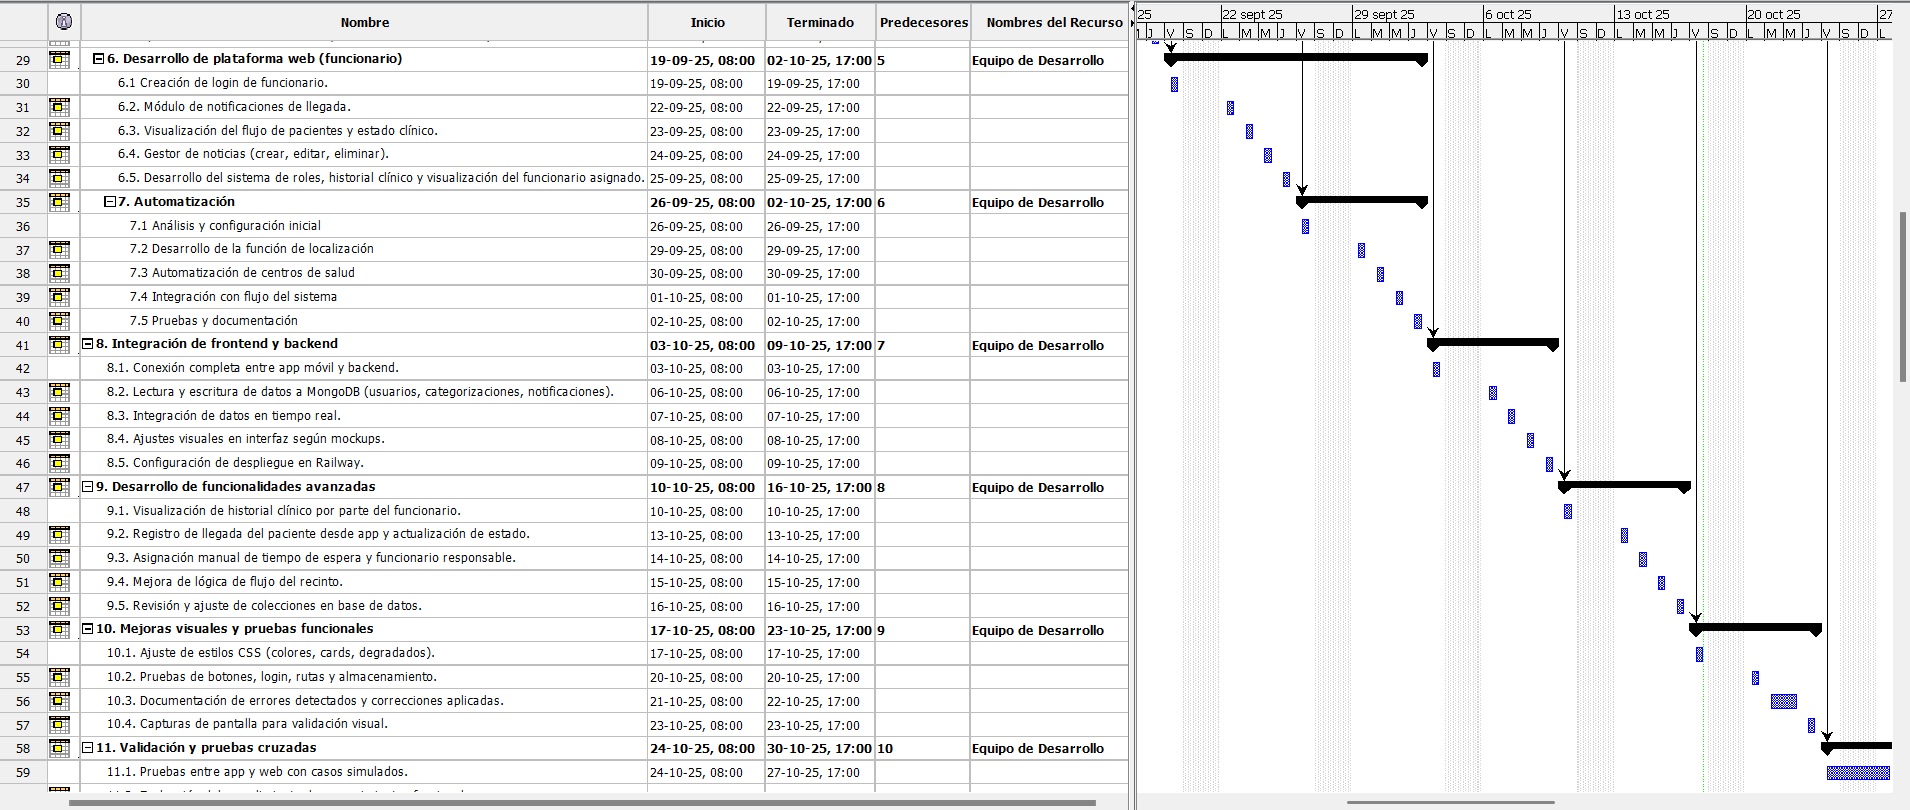 Nombre Inicio Terminado Predecesores Nombres del Recurso
25 22 sept 25 29 sept 25 6 oct 25 13 oct 25 20 oct 25 27
J V S D L M M J V S D L M M J V S D L M M J V S D L M M J V S D L M M J V S D L
29 6. Desarrollo de plataforma web (funcionario) 19-09-25, 08:00 02-10-25, 17:00 5 Equipo de Desarrollo
30 6.1 Creación de login de funcionario. 19-09-25, 08:00 19-09-25, 17:00
31 6.2. Módulo de notificaciones de llegada. 22-09-25, 08:00 22-09-25, 17:00
32 6.3. Visualización del flujo de pacientes y estado clínico. 23-09-25, 08:00 23-09-25, 17:00
33 6.4. Gestor de noticias (crear, editar, eliminar). 24-09-25, 08:00 24-09-25, 17:00
34 6.5. Desarrollo del sistema de roles, historial clínico y visualización del funcionario asignado. 25-09-25, 08:00 25-09-25, 17:00
35 7. Automatización 26-09-25, 08:00 02-10-25, 17:00 6 Equipo de Desarrollo
36 7.1 Análisis y configuración inicial 26-09-25, 08:00 26-09-25, 17:00
37 7.2 Desarrollo de la función de localización 29-09-25, 08:00 29-09-25, 17:00
38 7.3 Automatización de centros de salud 30-09-25, 08:00 30-09-25, 17:00
39 7.4 Integración con flujo del sistema 01-10-25, 08:00 01-10-25, 17:00
40 7.5 Pruebas y documentación 02-10-25, 08:00 02-10-25, 17:00
41 8. Integración de frontend y backend 03-10-25, 08:00 09-10-25, 17:00 7 Equipo de Desarrollo
42 8.1. Conexión completa entre app móvil y backend. 03-10-25, 08:00 03-10-25, 17:00
43 8.2. Lectura y escritura de datos a MongoDB (usuarios, categorizaciones, notificaciones). 06-10-25, 08:00 06-10-25, 17:00
44 8.3. Integración de datos en tiempo real. 07-10-25, 08:00 07-10-25, 17:00
45 8.4. Ajustes visuales en interfaz según mockups. 08-10-25, 08:00 08-10-25, 17:00
46 8.5. Configuración de despliegue en Railway. 09-10-25, 08:00 09-10-25, 17:00
47 9. Desarrollo de funcionalidades avanzadas 10-10-25, 08:00 16-10-25, 17:00 8 Equipo de Desarrollo
48 9.1. Visualización de historial clínico por parte del funcionario. 10-10-25, 08:00 10-10-25, 17:00
49 9.2. Registro de llegada del paciente desde app y actualización de estado. 13-10-25, 08:00 13-10-25, 17:00
50 9.3. Asignación manual de tiempo de espera y funcionario responsable. 14-10-25, 08:00 14-10-25, 17:00
51 9.4. Mejora de lógica de flujo del recinto. 15-10-25, 08:00 15-10-25, 17:00
52 9.5. Revisión y ajuste de colecciones en base de datos. 16-10-25, 08:00 16-10-25, 17:00
53 10. Mejoras visuales y pruebas funcionales 17-10-25, 08:00 23-10-25, 17:00 9 Equipo de Desarrollo
54 10.1. Ajuste de estilos CSS (colores, cards, degradados). 17-10-25, 08:00 17-10-25, 17:00
55 10.2. Pruebas de botones, login, rutas y almacenamiento. 20-10-25, 08:00 20-10-25, 17:00
56 10.3. Documentación de errores detectados y correcciones aplicadas. 21-10-25, 08:00 22-10-25, 17:00
57 10.4. Capturas de pantalla para validación visual. 23-10-25, 08:00 23-10-25, 17:00
58 11. Validación y pruebas cruzadas 24-10-25, 08:00 30-10-25, 17:00 10 Equipo de Desarrollo
59 11.1. Pruebas entre app y web con casos simulados. 24-10-25, 08:00 27-10-25, 17:00